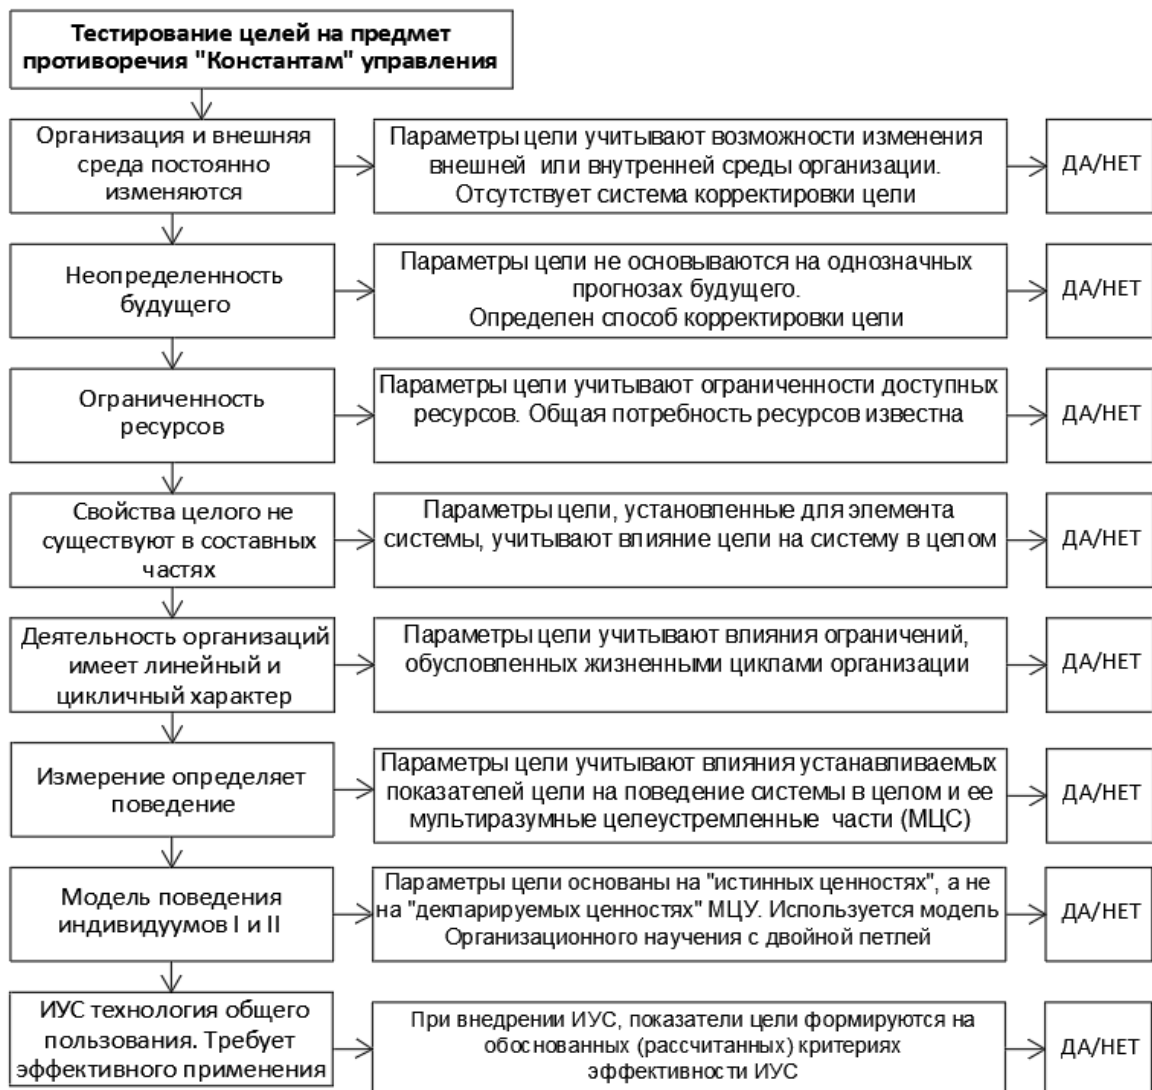 Тестирование целей на предмет
противоречия "Константам" управления
Организация и внешняя
среда постоянно
изменяются
Параметры цели учитывают возможности изменения
внешней или внутренней среды организации.
Отсутствует система корректировки цели
ДА/НЕТ
Неопределенность
будущего
Параметры цели не основываются на однозначных
прогнозах будущего.
Определен способ корректировки цели
ДА/НЕТ
Ограниченность
ресурсов
Параметры цели учитывают ограниченности доступных
ресурсов. Общая потребность ресурсов известна
ДА/НЕТ
Свойства целого не
существуют в составных
частях
Параметры цели, установленные для элемента
системы, учитывают влияние цели на систему в целом
ДА/НЕТ
Деятельность организаций
имеет линейный и
цикличный характер
Параметры цели учитывают влияния ограничений,
обусловленных жизненными циклами организации
ДА/НЕТ
Измерение определяет
поведение
Параметры цели учитывают влияния устанавливаемых
показателей цели на поведение системы в целом и ее
мультиразумные целеустремленные части (МЦС)
ДА/НЕТ
Модель поведения
индивидуумов I и II
Параметры цели основаны на "истинных ценностях", а не
на "декларируемых ценностях" МЦУ. Используется модель
Организационного научения с двойной петлей
ДА/НЕТ
ИУС технология общего
пользования. Требует
эффективного применения
При внедрении ИУС, показатели цели формируются на
обоснованных (рассчитанных) критериях
эффективности ИУС
ДА/НЕТ